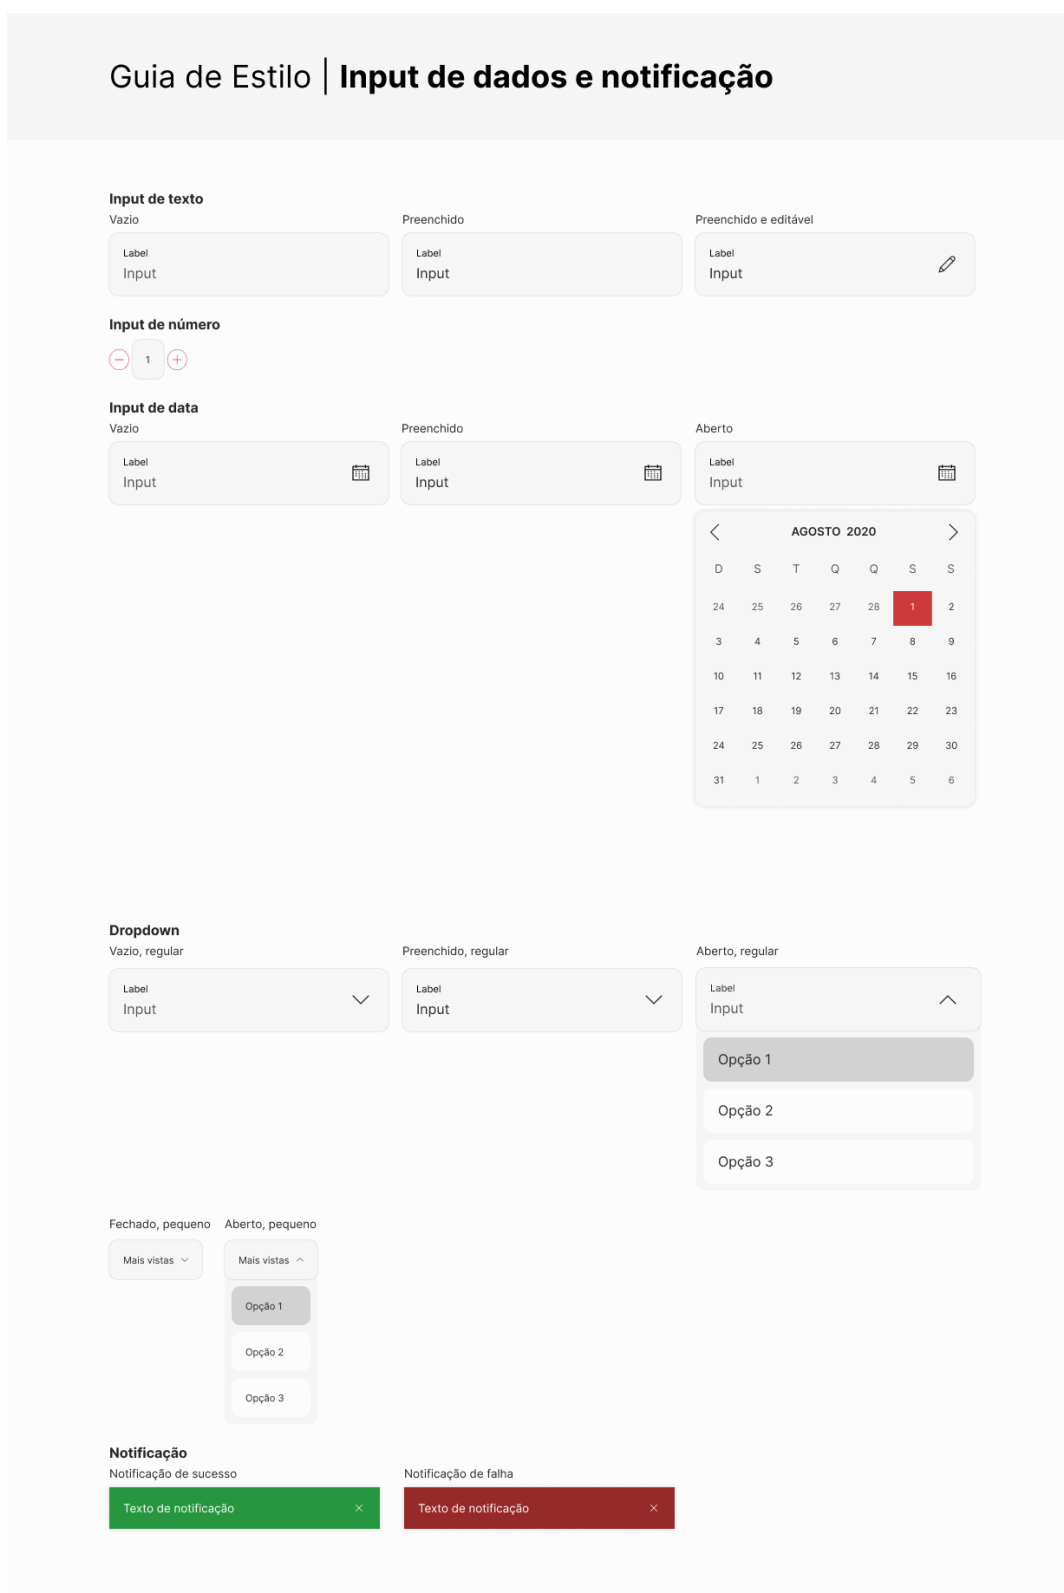 Guia de Estilo | Input de dados e notificação
Input de texto
Vazio
Preenchido
Preenchido e editável
Label
Input
Label
Input
Label
Input
Input de número
1
Input de data
Vazio
Preenchido
Aberto
Label
Input
Label
Input
Label
Input
AGOSTO 2020
D S T Q Q S S
24 25 26 27 28 1 2
3 4 5 6 7 8 9
10 11 12 13 14 15 16
17 18 19 20 21 22 23
24 25 26 27 28 29 30
31 1 2 3 4 5 6
Dropdown
Vazio, regular
Preenchido, regular
Aberto, regular
Label
Input
Label
Input
Label
Input
Opção 1
Opção 2
Opção 3
Fechado, pequeno
Aberto, pequeno
Mais vistas
Mais vistas
Opção 1
Opção 2
Opção 3
Notificação
Notificação de sucesso
Notificação de falha
Texto de notificação
Texto de notificação